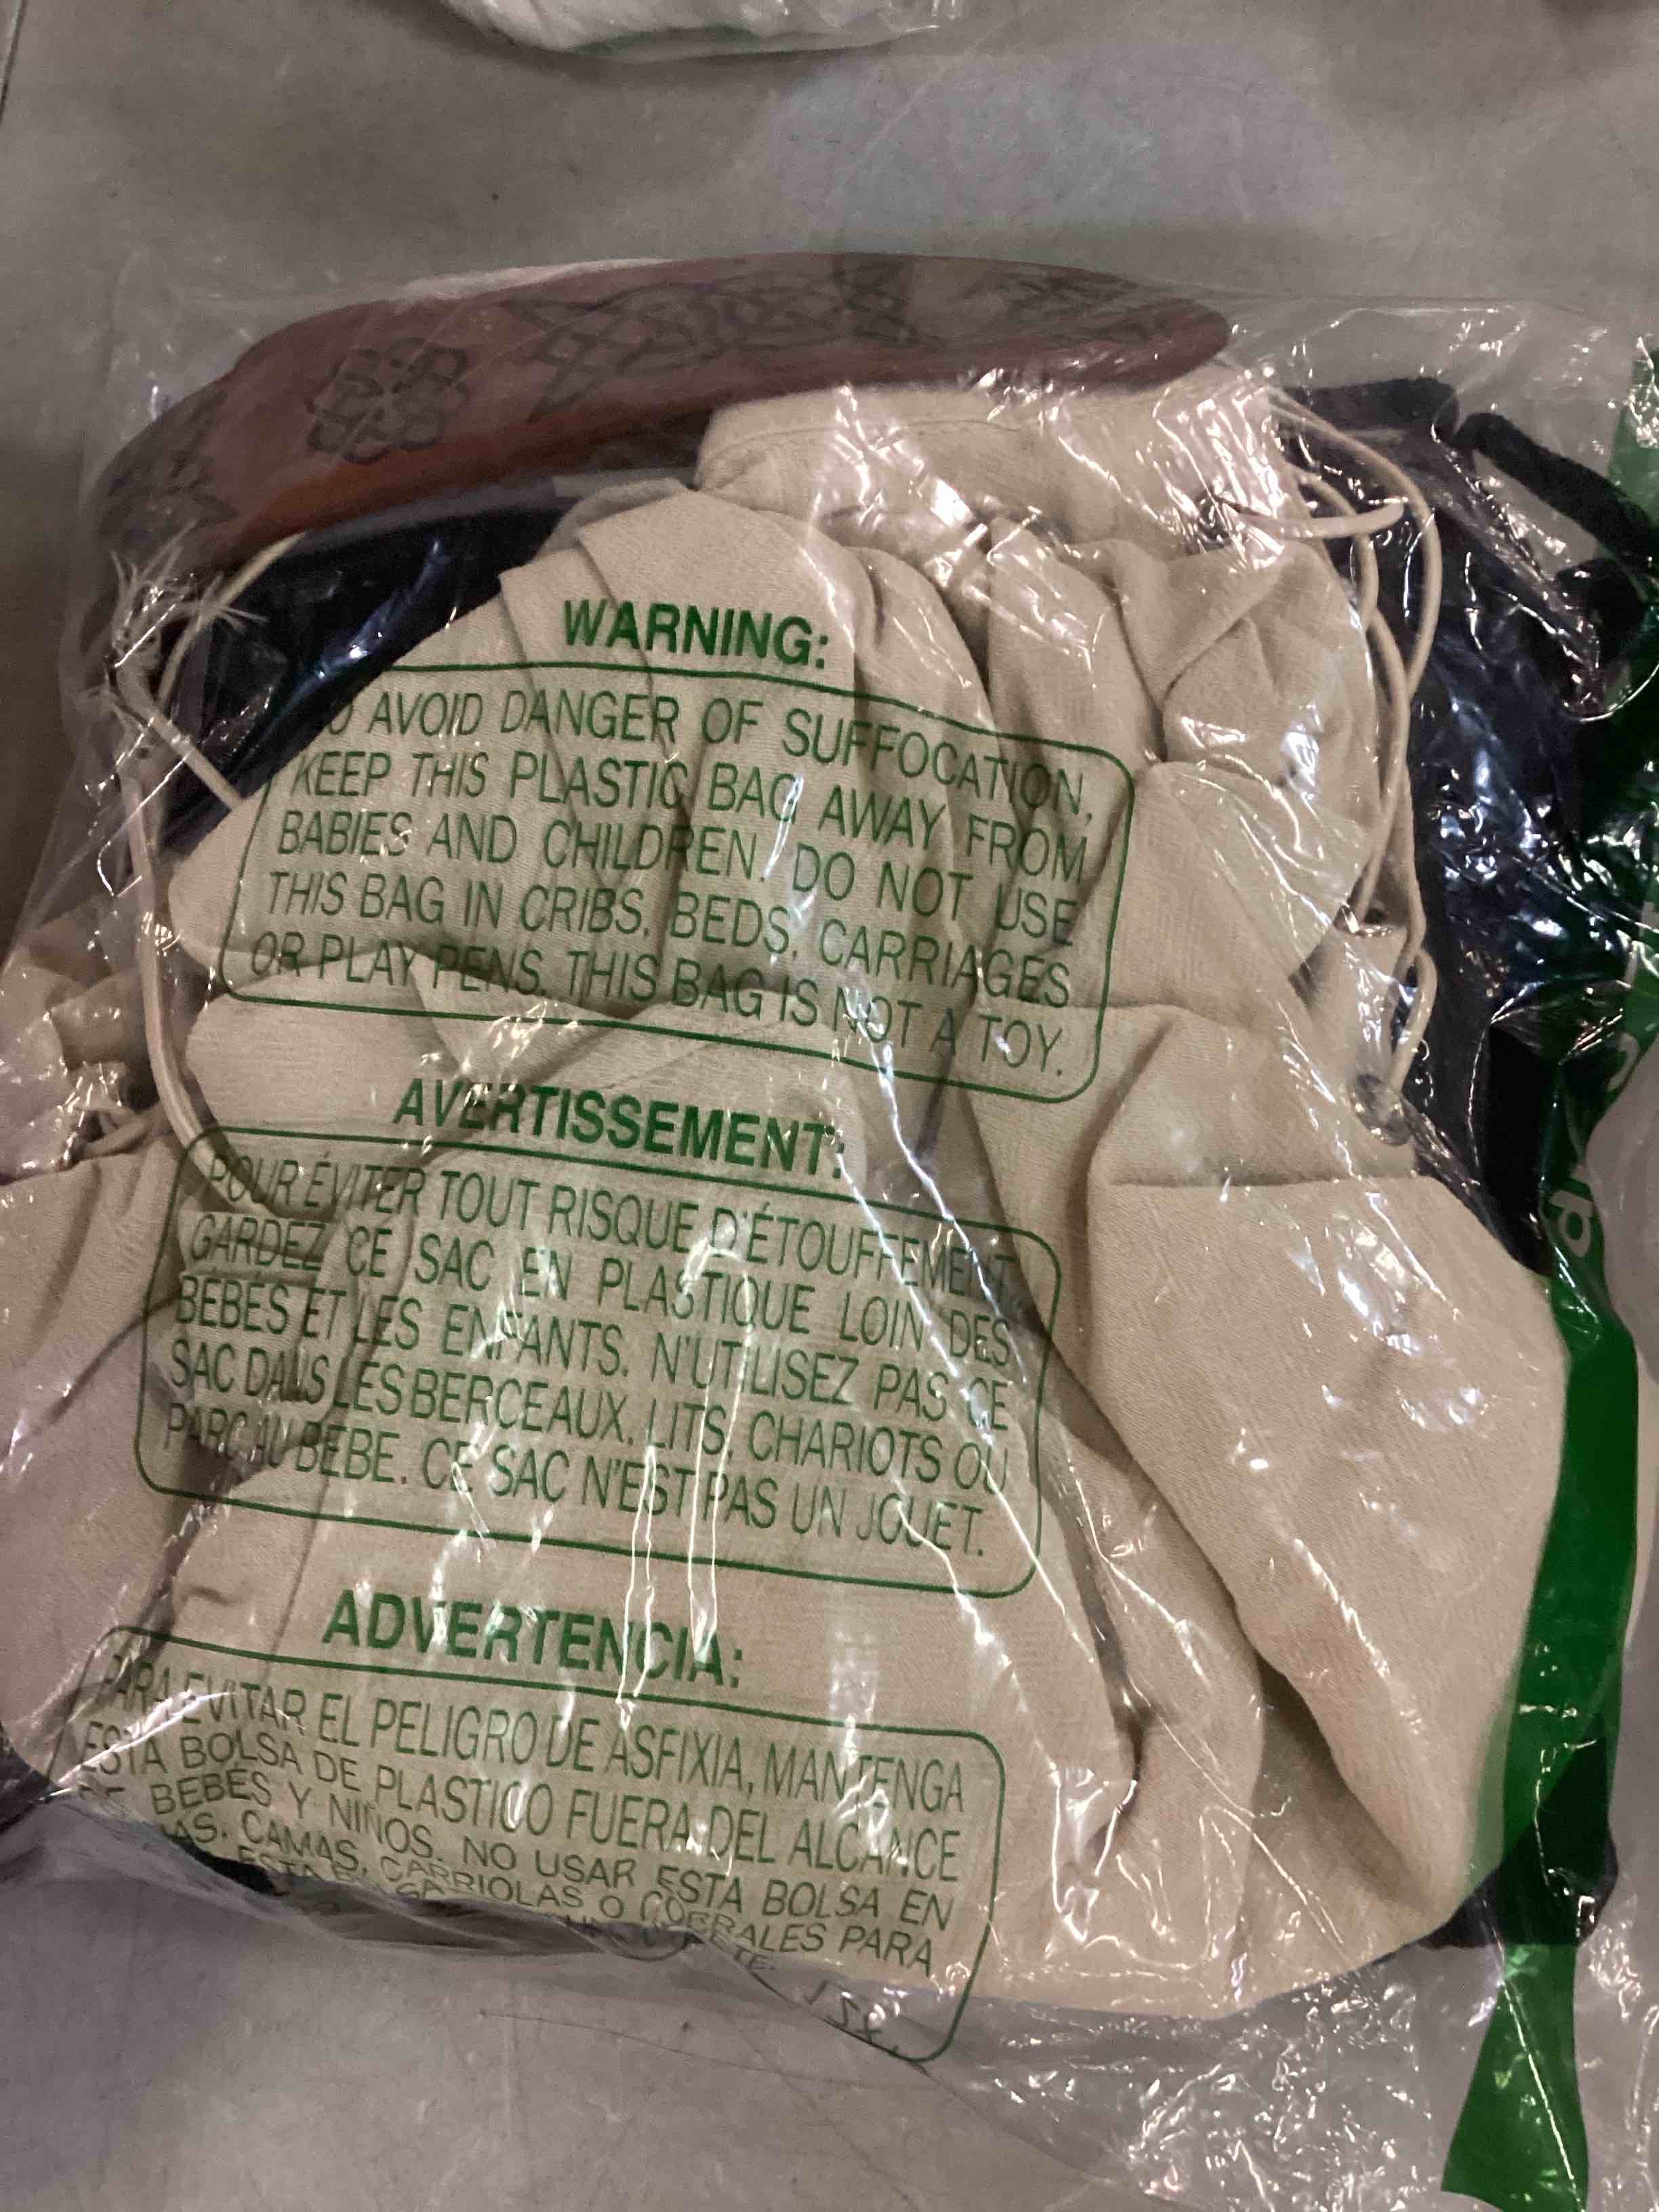 WARNING:
AVOID DANGER OF SUFFOCATION,
KEEP THIS PLASTIC BAG AWAY FROM
BABIES AND CHILDREN. DO NOT USE
THIS BAG IN CRIBS, BEDS, CARRIAGES
OR PLAY PENS. THIS BAG IS NOT A TOY.
AVERTISSEMENT:
POUR ÉVITER TOUT RISQUE D'ÉTOUFFEMENT
GARDEZ CE SAC EN PLASTIQUE LOIN DES
BÉBÉS ET LES ENFANTS. N'UTILISEZ PAS CE
SAC DANS LES BERCEAUX, LITS, CHARIOTS OU
PARC AU BEBE. CE SAC N'EST PAS UN JOUET.
ADVERTENCIA:
PARA EVITAR EL PELIGRO DE ASFIXIA, MANTENGA
ESTA BOLSA DE PLASTICO FUERA DEL ALCANCE
DE BEBÉS Y NIÑOS. NO USAR ESTA BOLSA EN
CAMAS, CARRIOLAS O CORRALES PARA
ESTA